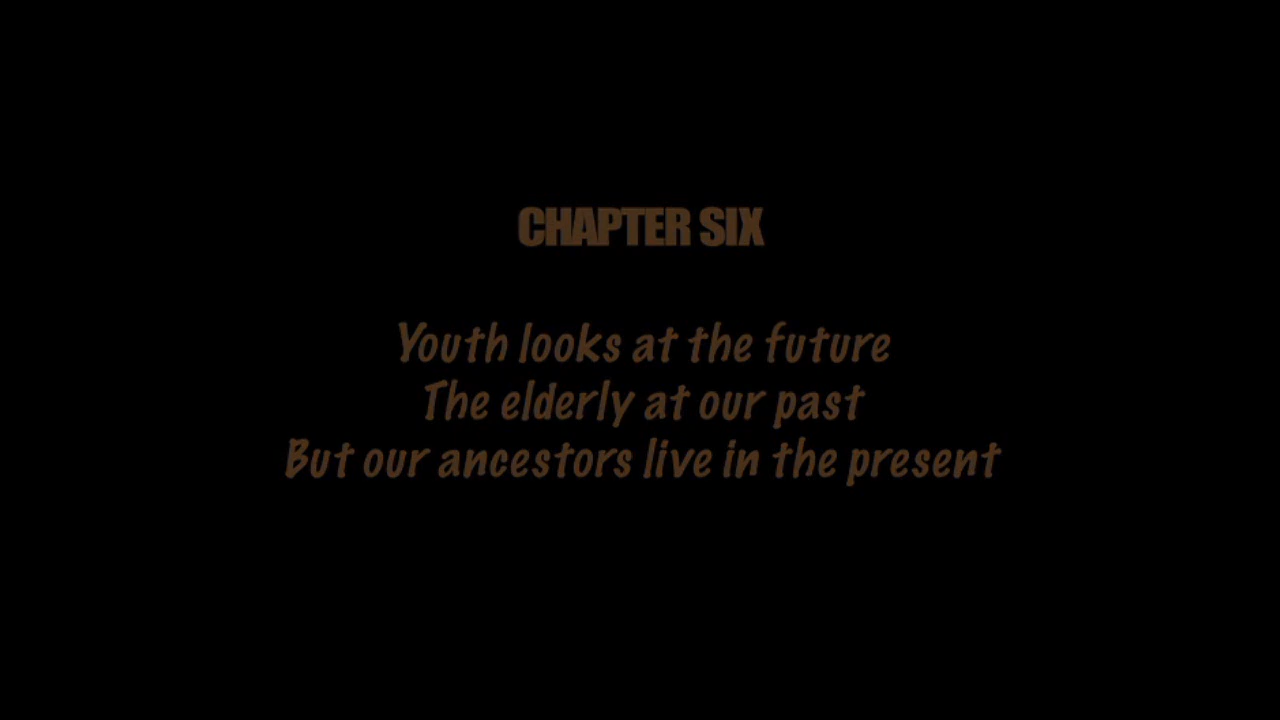 CHAPTER SIX
Youth looks at the future
The elderly at our past
But our ancestors live in the present